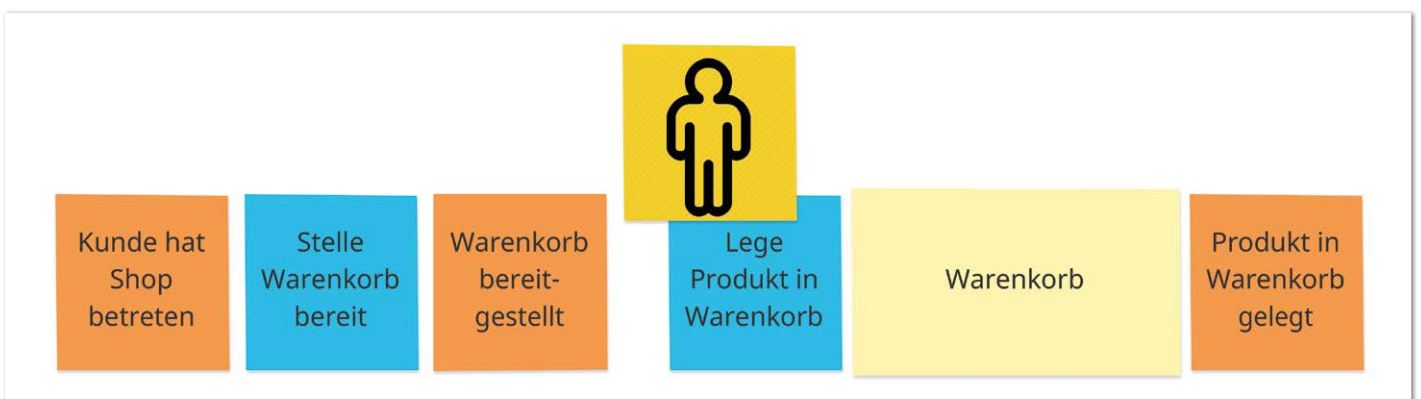 Kunde hat
Shop
betreten
Stelle
Warenkorb
bereit
Warenkorb
bereit-
gestellt
Lege
Produkt in
Warenkorb
Warenkorb
Produkt in
Warenkorb
gelegt